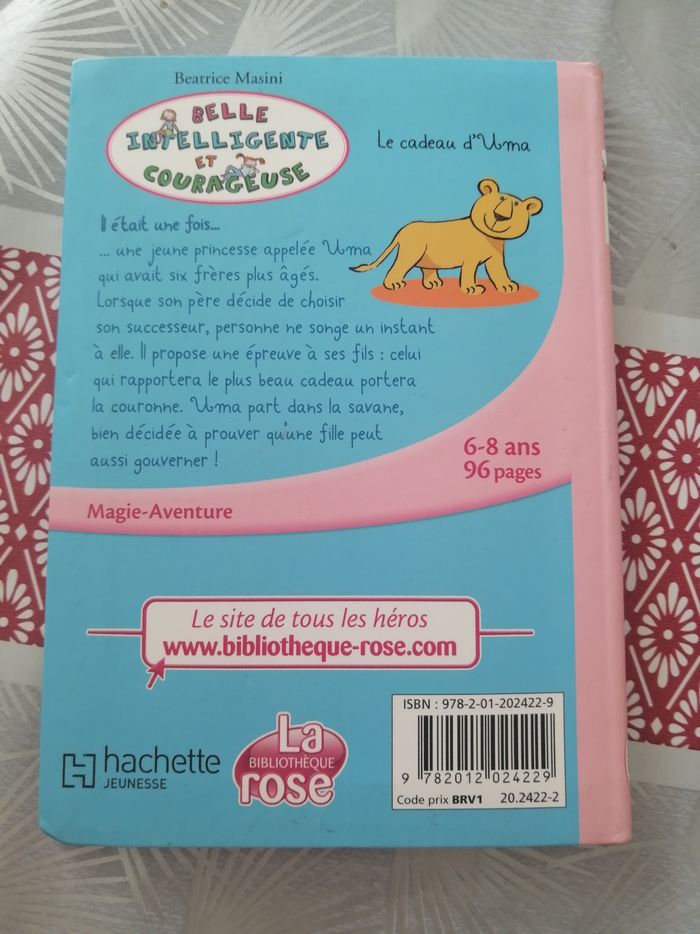 Beatrice Masini
BELLE
INTELLIGENTE
ET
COURAGEUSE
Le cadeau d'Uma
Il était une fois...
... une jeune princesse appelée Uma
qui avait six frères plus âgés.
Lorsque son père décide de choisir
son successeur, personne ne songe un instant
à elle. Il propose une épreuve à ses fils : celui
qui rapportera le plus beau cadeau portera
la couronne. Uma part dans la savane,
bien décidée à prouver qu'une fille peut
aussi gouverner !
6-8 ans
96 pages
Magie-Aventure
Le site de tous les héros
www.bibliotheque-rose.com
hachette
JEUNESSE
La
BIBLIOTHÈQUE
rose
ISBN : 978-2-01-202422-9
9 782012 024229
Code prix BRV1 20.2422-2